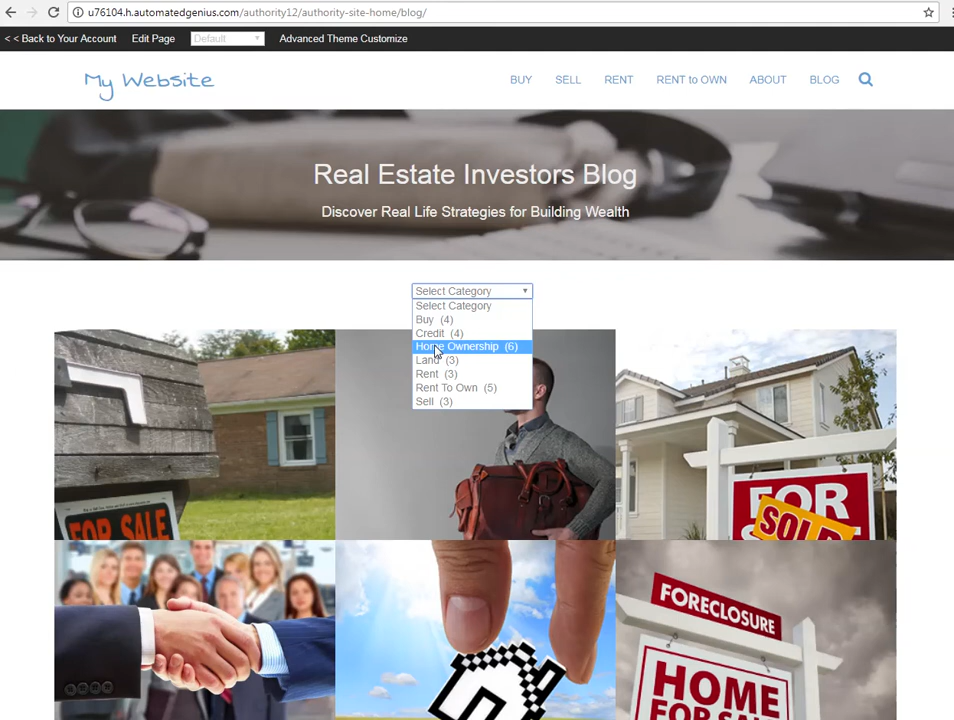 u76104.h.automatedgenius.com/authority12/authority-site-home/blog/
< < Back to Your Account Edit Page Default Advanced Theme Customize
My Website BUY SELL RENT RENT to OWN ABOUT BLOG
Real Estate Investors Blog
Discover Real Life Strategies for Building Wealth
Select Category
Select Category
Buy (4)
Credit (4)
Home Ownership (6)
Land (3)
Rent (3)
Rent To Own (5)
Sell (3)
FOR SALE
FOR
SOLD
FORECLOSURE
HOME
FOR SALE